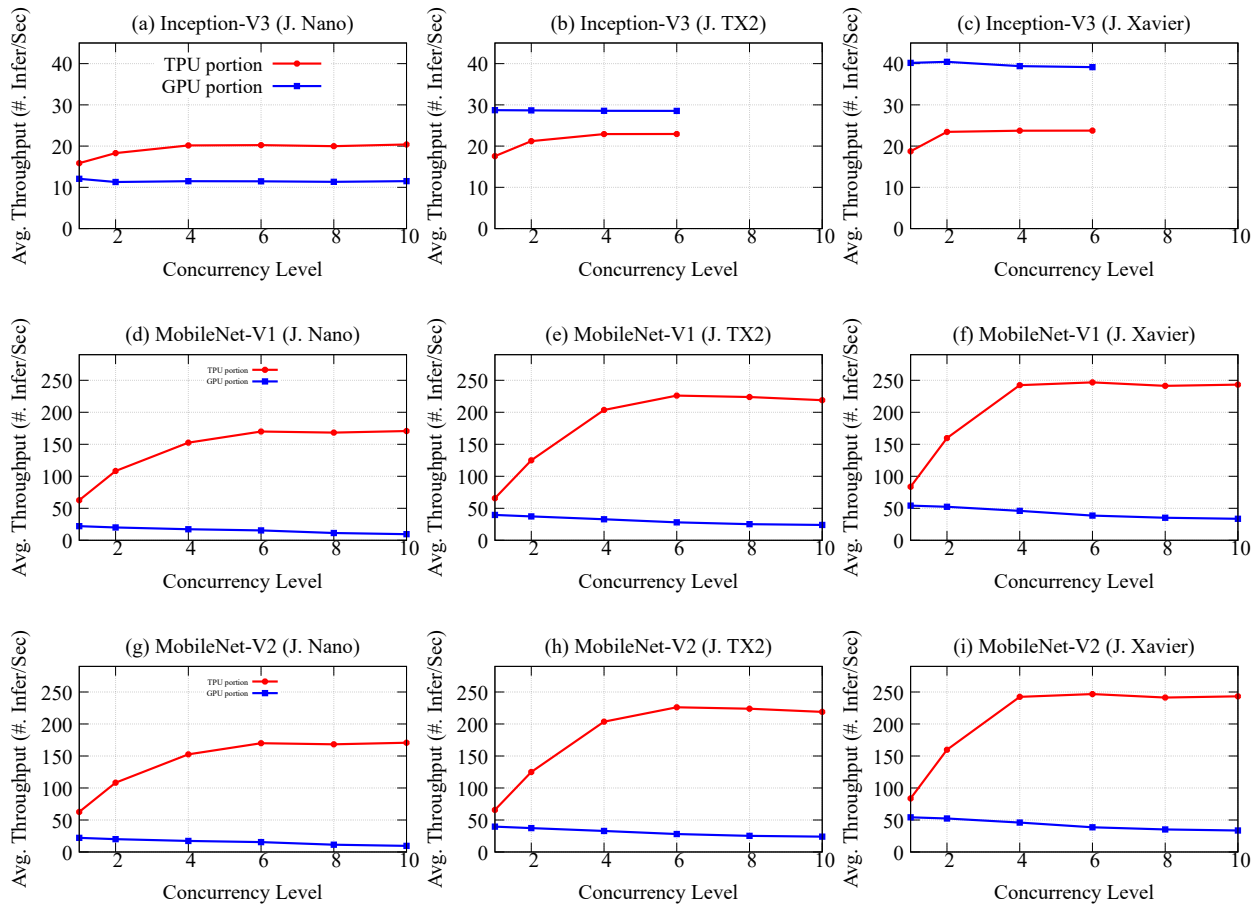 (a) Inception-V3 (J. Nano)
Avg. Throughput (#. Infer/Sec)
40
30
20
10
0
TPU portion
GPU portion
2 4 6 8 10
Concurrency Level
(b) Inception-V3 (J. TX2)
Avg. Throughput (#. Infer/Sec)
40
30
20
10
0
2 4 6 8 10
Concurrency Level
(c) Inception-V3 (J. Xavier)
Avg. Throughput (#. Infer/Sec)
40
30
20
10
0
2 4 6 8 10
Concurrency Level
(d) MobileNet-V1 (J. Nano)
Avg. Throughput (#. Infer/Sec)
250
200
150
100
50
0
TPU portion
GPU portion
2 4 6 8 10
Concurrency Level
(e) MobileNet-V1 (J. TX2)
Avg. Throughput (#. Infer/Sec)
250
200
150
100
50
0
2 4 6 8 10
Concurrency Level
(f) MobileNet-V1 (J. Xavier)
Avg. Throughput (#. Infer/Sec)
250
200
150
100
50
0
2 4 6 8 10
Concurrency Level
(g) MobileNet-V2 (J. Nano)
Avg. Throughput (#. Infer/Sec)
250
200
150
100
50
0
TPU portion
GPU portion
2 4 6 8 10
Concurrency Level
(h) MobileNet-V2 (J. TX2)
Avg. Throughput (#. Infer/Sec)
250
200
150
100
50
0
2 4 6 8 10
Concurrency Level
(i) MobileNet-V2 (J. Xavier)
Avg. Throughput (#. Infer/Sec)
250
200
150
100
50
0
2 4 6 8 10
Concurrency Level